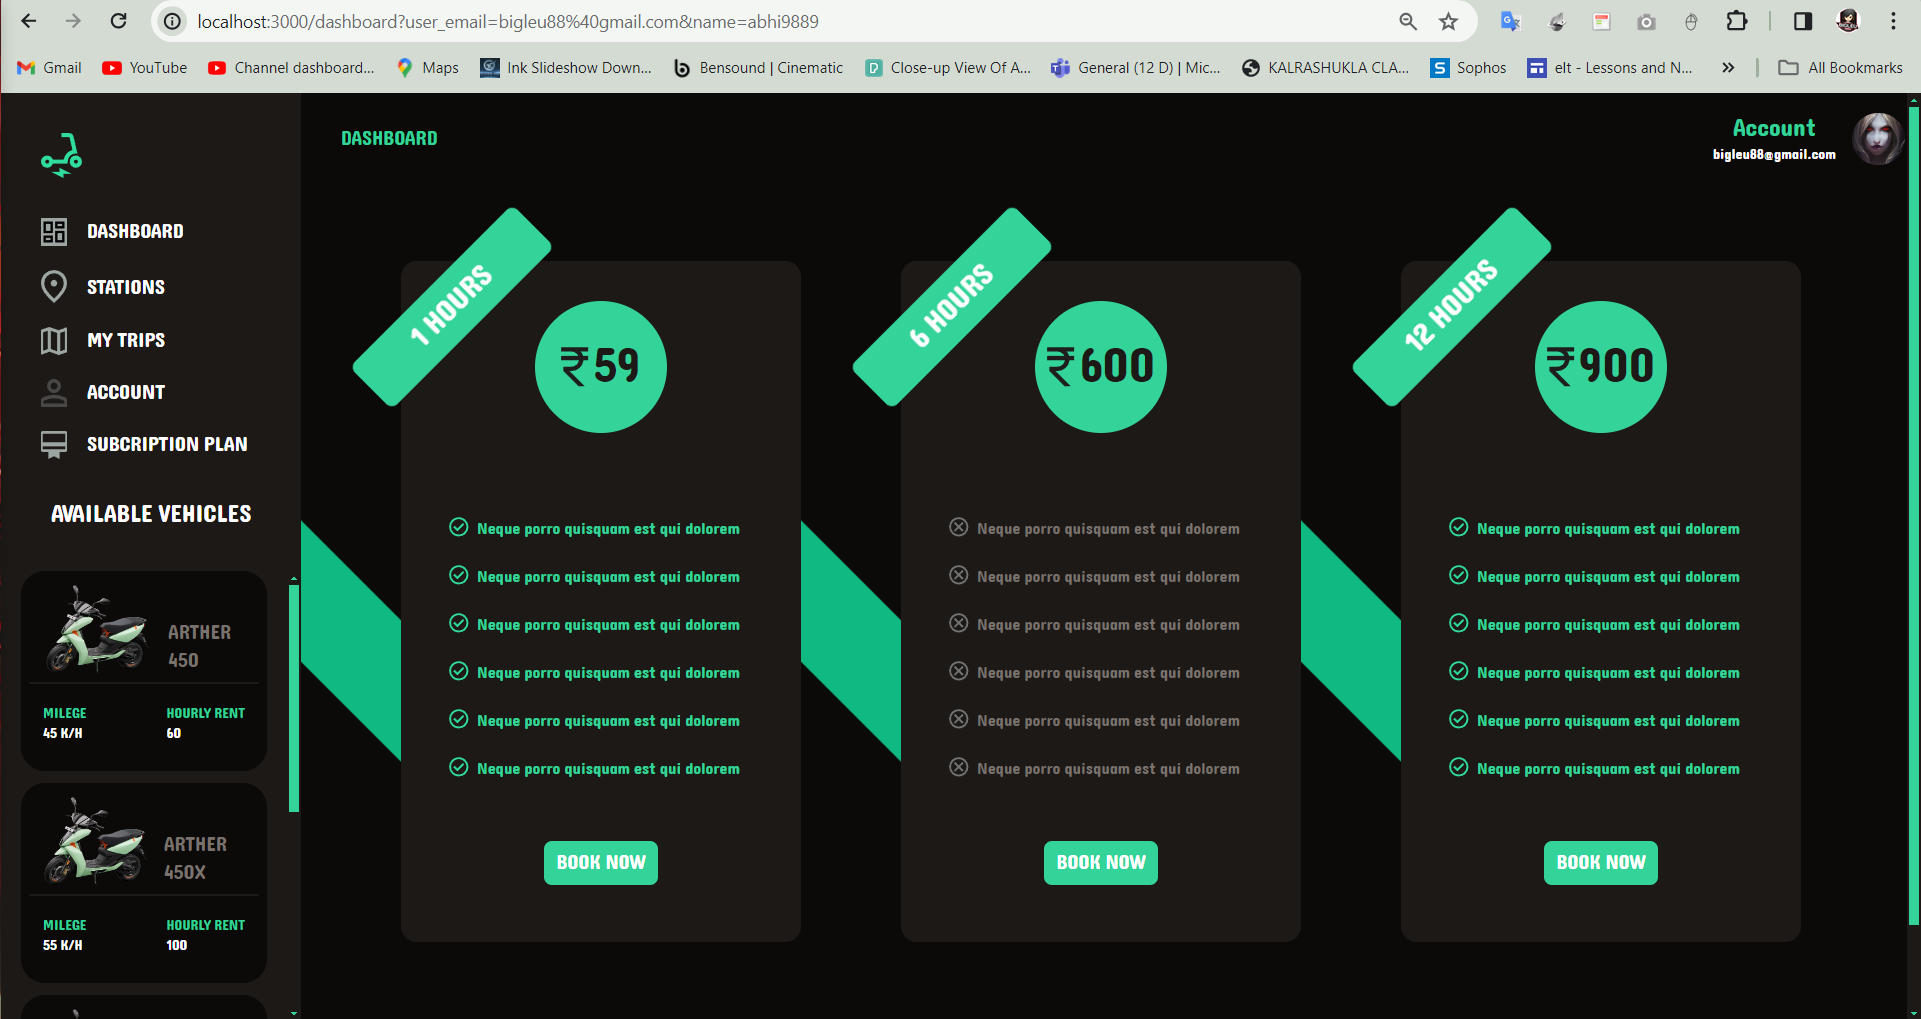 localhost:3000/dashboard?user_email=bigleu88%40gmail.com&name=abhi9889
Gmail
YouTube
Channel dashboard...
Maps
Ink Slideshow Down...
Bensound | Cinematic
Close-up View Of A...
General (12 D) | Mic...
KALRASHUKLA CLA...
Sophos
elt - Lessons and N...
All Bookmarks
DASHBOARD
STATIONS
MY TRIPS
ACCOUNT
SUBCRIPTION PLAN
AVAILABLE VEHICLES
ARTHER
450
MILEGE
45 K/H
HOURLY RENT
60
ARTHER
450X
MILEGE
55 K/H
HOURLY RENT
100
DASHBOARD
Account
bigleu88@gmail.com
1 HOURS
₹59
Neque porro quisquam est qui dolorem
Neque porro quisquam est qui dolorem
Neque porro quisquam est qui dolorem
Neque porro quisquam est qui dolorem
Neque porro quisquam est qui dolorem
Neque porro quisquam est qui dolorem
BOOK NOW
6 HOURS
₹600
Neque porro quisquam est qui dolorem
Neque porro quisquam est qui dolorem
Neque porro quisquam est qui dolorem
Neque porro quisquam est qui dolorem
Neque porro quisquam est qui dolorem
Neque porro quisquam est qui dolorem
BOOK NOW
12 HOURS
₹900
Neque porro quisquam est qui dolorem
Neque porro quisquam est qui dolorem
Neque porro quisquam est qui dolorem
Neque porro quisquam est qui dolorem
Neque porro quisquam est qui dolorem
Neque porro quisquam est qui dolorem
BOOK NOW